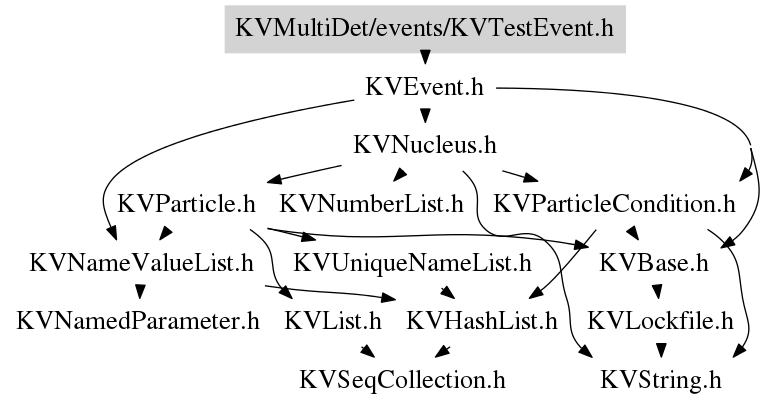 KVMultiDet/events/KVTestEvent.h
KVEvent.h
KVNucleus.h
KVParticle.h KVNumberList.h KVParticleCondition.h
KVNameValueList.h KVUniqueNameList.h KVBase.h
KVNamedParameter.h KVList.h KVHashList.h KVLockfile.h
KVSeqCollection.h KVString.h